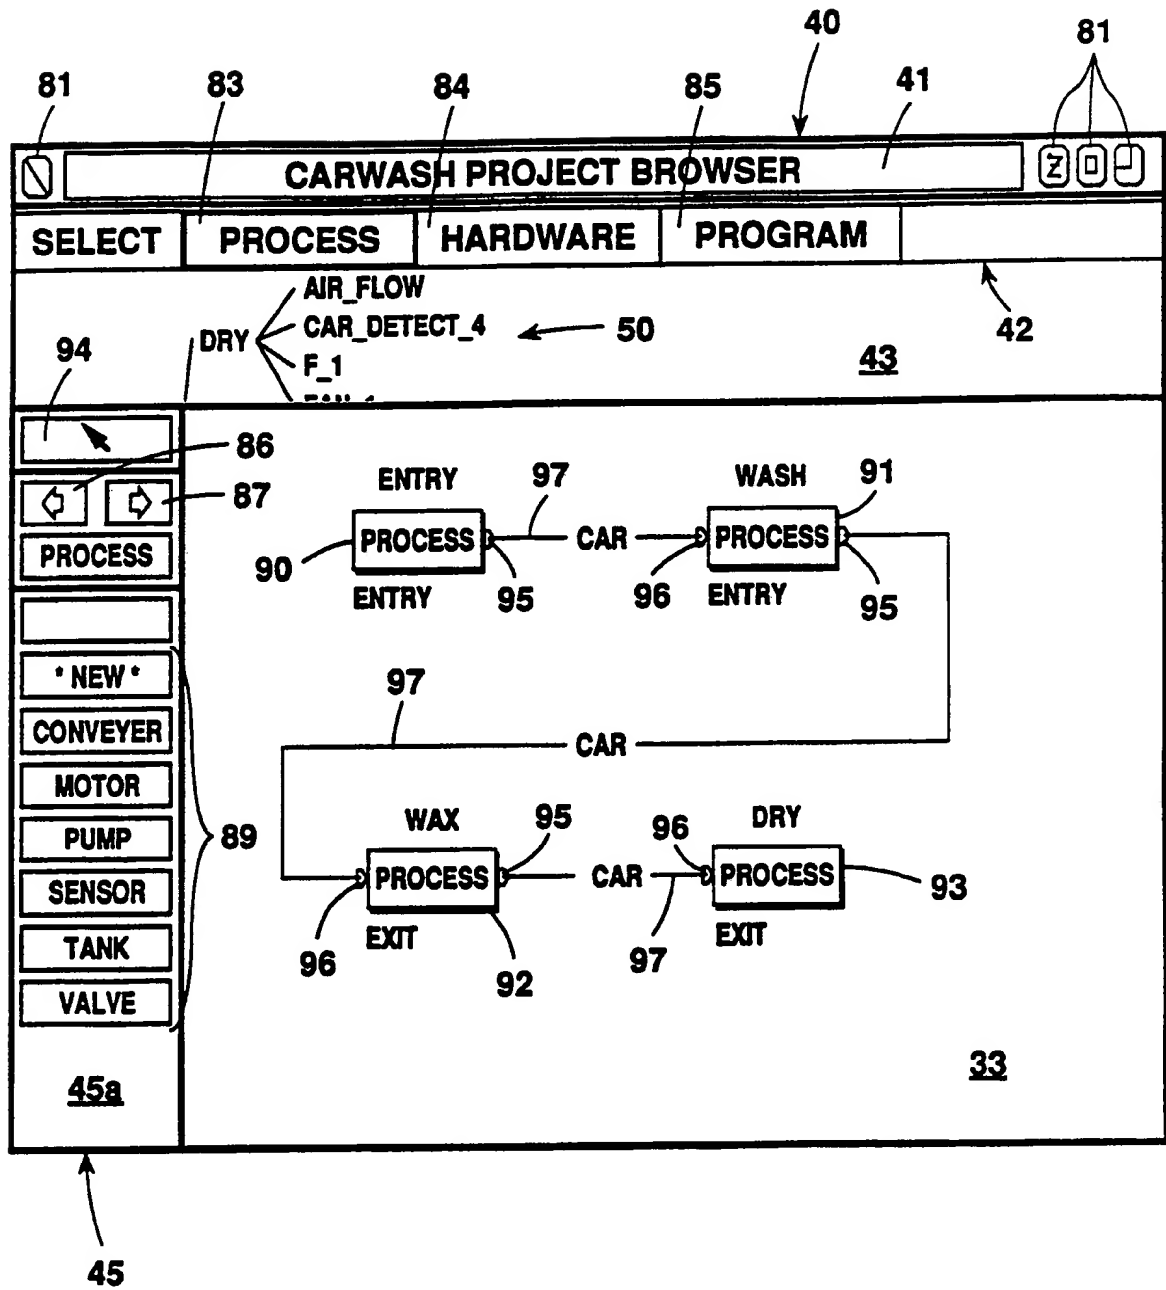 40
81
81 83 84 85 41
CARWASH PROJECT BROWSER
Z
SELECT PROCESS HARDWARE PROGRAM
AIR_FLOW
DRY CAR_DETECT_4 50 42
94 F_1 43
86
87
PROCESS
* NEW *
CONVEYER
MOTOR
PUMP
SENSOR
TANK
VALVE
89
45a
45
ENTRY 97 WASH 91
PROCESS CAR PROCESS
90 95 96 95
ENTRY ENTRY
97
CAR
WAX 95 96 DRY
PROCESS CAR PROCESS 93
EXIT EXIT
96 92 97
33